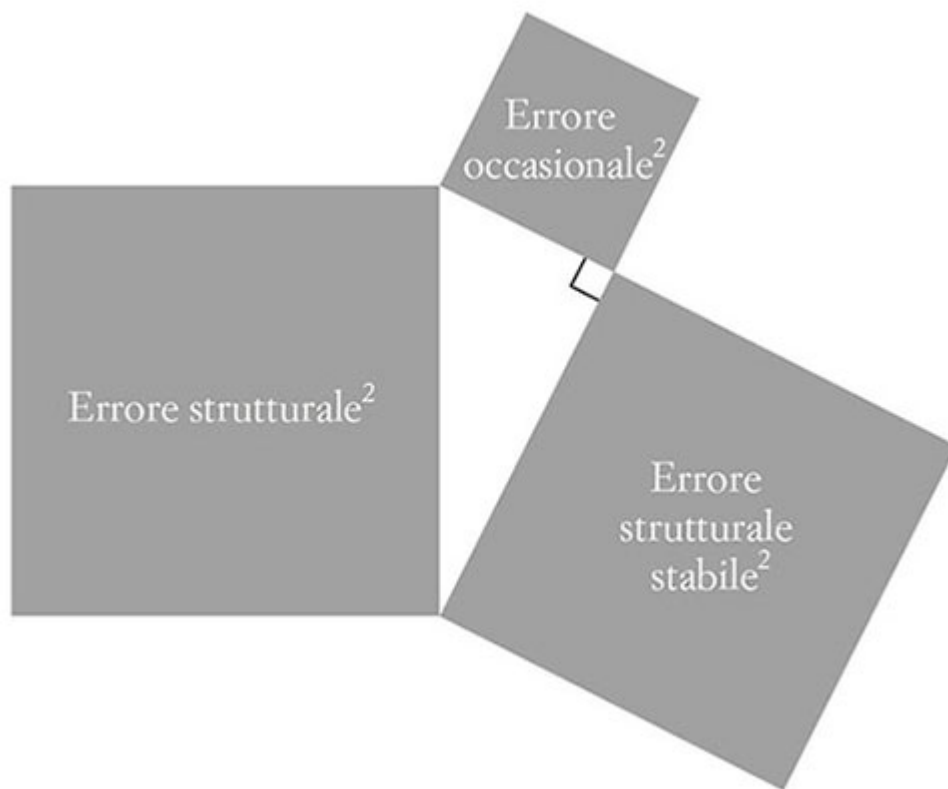 Errore
occasionale²
Errore strutturale²
Errore
strutturale
stabile²